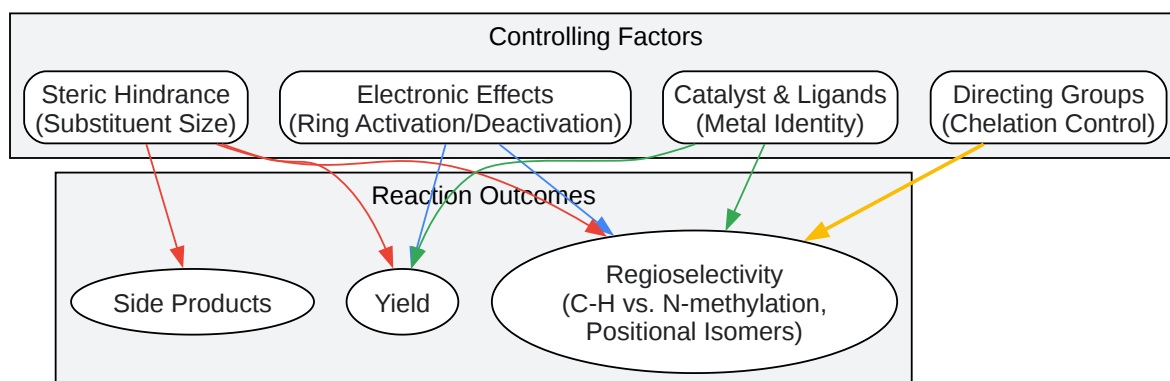 Controlling Factors
Steric Hindrance
(Substituent Size)
Electronic Effects
(Ring Activation/Deactivation)
Catalyst & Ligands
(Metal Identity)
Directing Groups
(Chelation Control)
Reaction Outcomes
Side Products
Yield
Regioselectivity
(C-H vs. N-methylation,
Positional Isomers)